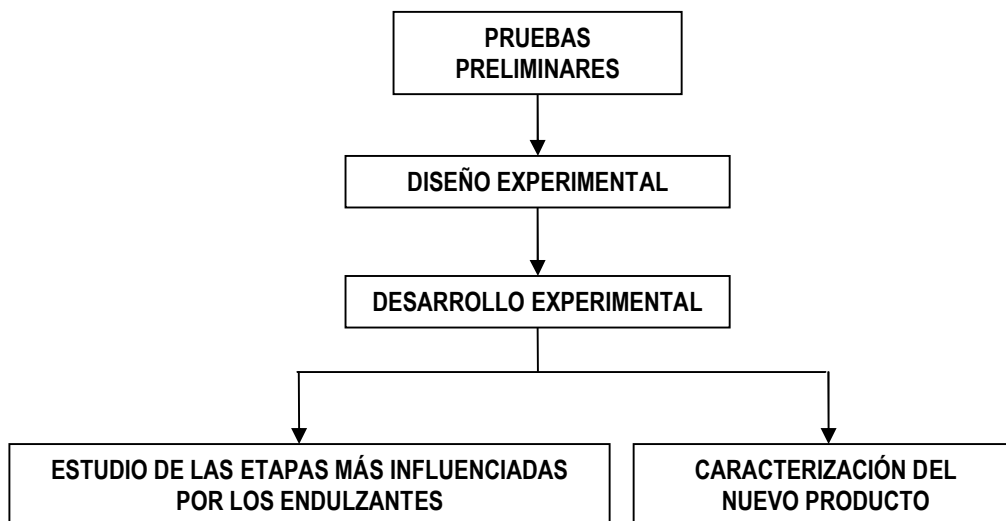 PRUEBAS
PRELIMINARES
DISEÑO EXPERIMENTAL
DESARROLLO EXPERIMENTAL
ESTUDIO DE LAS ETAPAS MÁS INFLUENCIADAS
POR LOS ENDULZANTES
CARACTERIZACIÓN DEL
NUEVO PRODUCTO